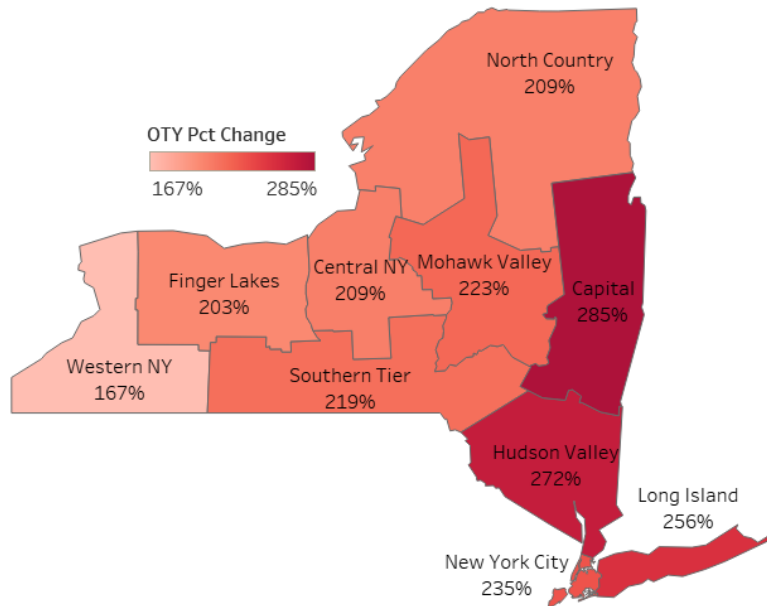 North Country
209%
OTY Pct Change
167%
285%
Finger Lakes
203%
Central NY
209%
Mohawk Valley
223%
Capital
285%
Western NY
167%
Southern Tier
219%
Hudson Valley
272%
Long Island
256%
New York City
235%